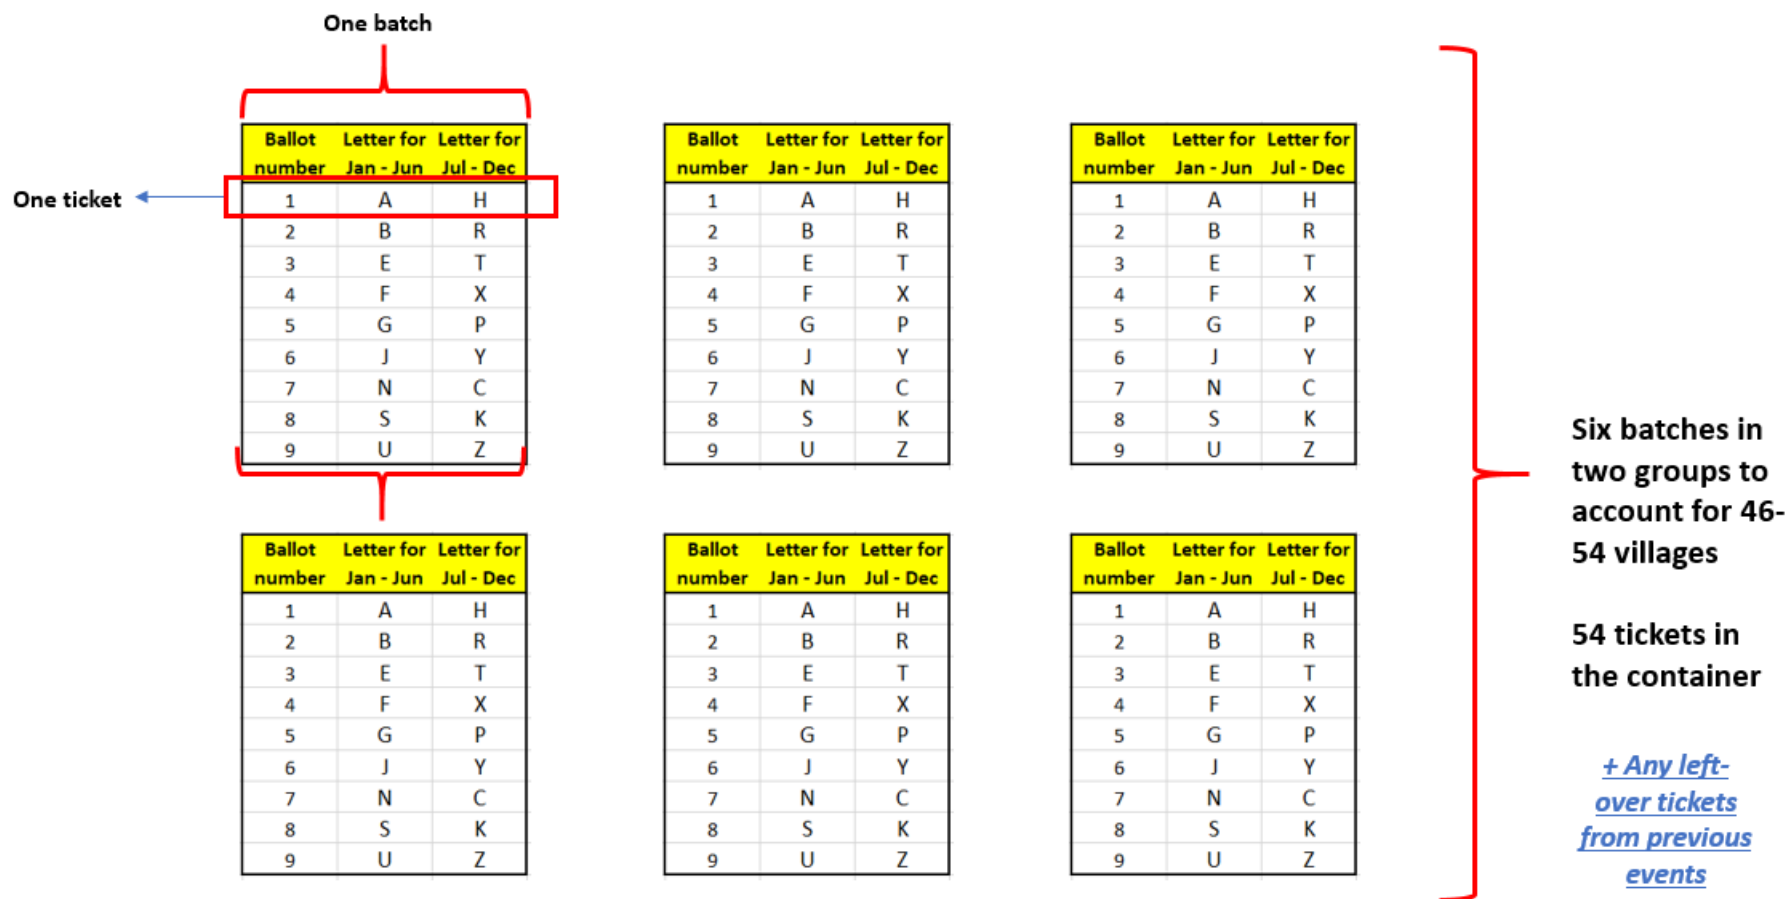 One batch
Ballot Letter for Letter for
number Jan - Jun Jul - Dec
One ticket
1 A H
2 B R
3 E T
4 F X
5 G P
6 J Y
7 N C
8 S K
9 U Z
Ballot Letter for Letter for
number Jan - Jun Jul - Dec
1 A H
2 B R
3 E T
4 F X
5 G P
6 J Y
7 N C
8 S K
9 U Z
Ballot Letter for Letter for
number Jan - Jun Jul - Dec
1 A H
2 B R
3 E T
4 F X
5 G P
6 J Y
7 N C
8 S K
9 U Z
Ballot Letter for Letter for
number Jan - Jun Jul - Dec
1 A H
2 B R
3 E T
4 F X
5 G P
6 J Y
7 N C
8 S K
9 U Z
Ballot Letter for Letter for
number Jan - Jun Jul - Dec
1 A H
2 B R
3 E T
4 F X
5 G P
6 J Y
7 N C
8 S K
9 U Z
Ballot Letter for Letter for
number Jan - Jun Jul - Dec
1 A H
2 B R
3 E T
4 F X
5 G P
6 J Y
7 N C
8 S K
9 U Z
Six batches in
two groups to
account for 46-
54 villages
54 tickets in
the container
+ Any left-
over tickets
from previous
events